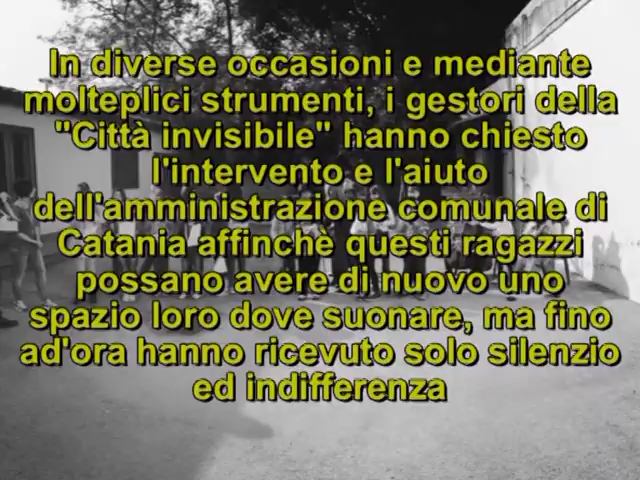 In diverse occasioni e mediante
molteplici strumenti, i gestori della
"Città invisibile" hanno chiesto
l'intervento e l'aiuto
dell'amministrazione comunale di
Catania affinchè questi ragazzi
possano avere di nuovo uno
spazio loro dove suonare, ma fino
ad'ora hanno ricevuto solo silenzio
ed indifferenza